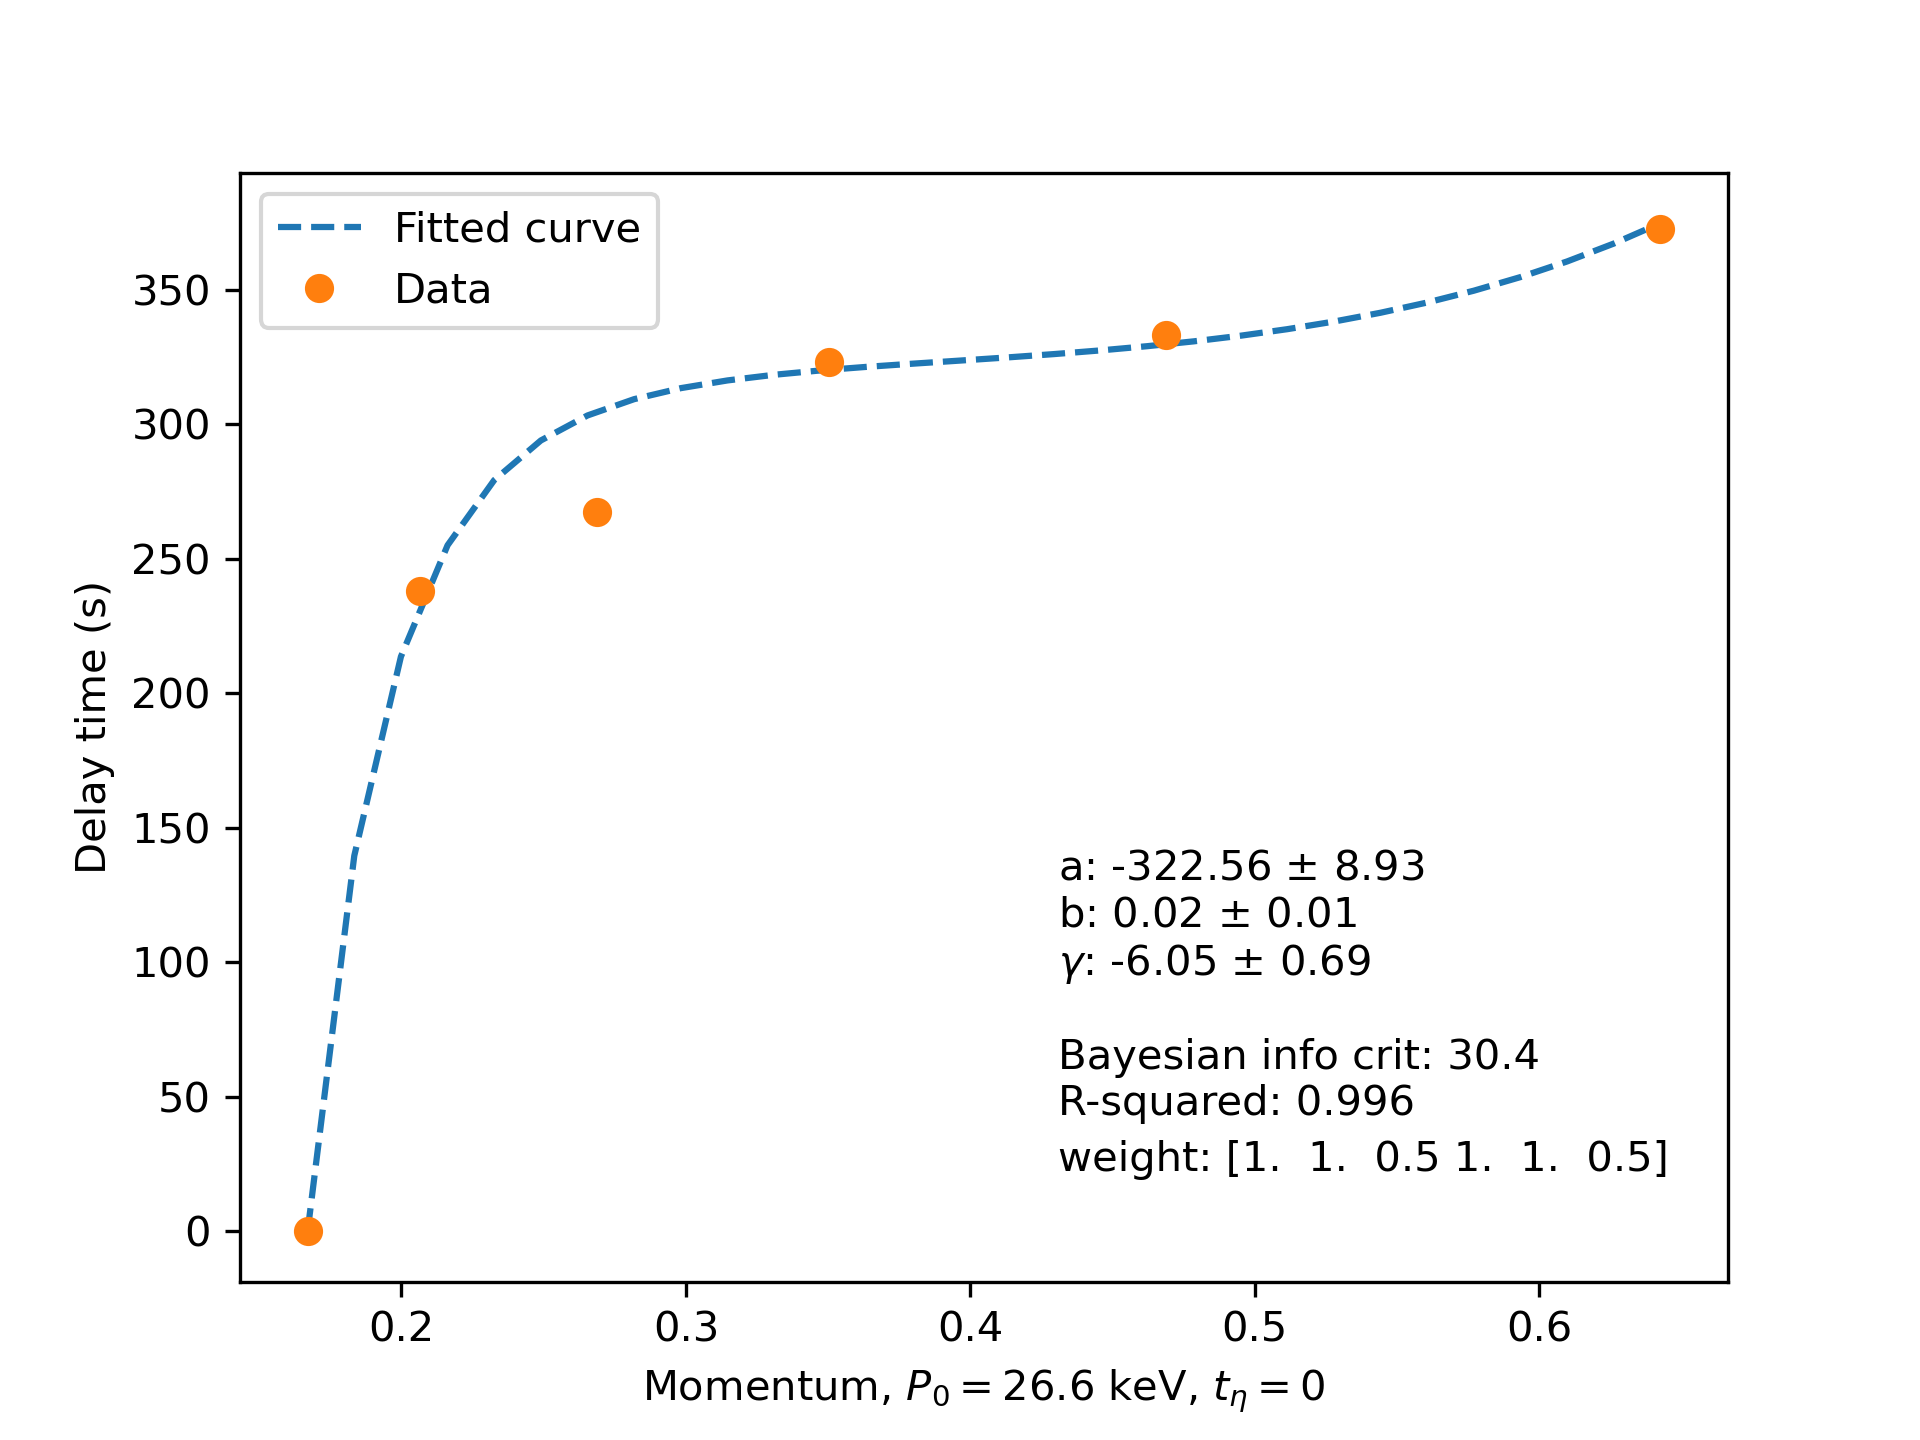 Fitted curve
Data
350
300
250
200
150
100
50
0
Delay time (s)
a: -322.56 ± 8.93
b: 0.02 ± 0.01
γ: -6.05 ± 0.69
Bayesian info crit: 30.4
R-squared: 0.996
weight: [1.  1.  0.5 1.  1.  0.5]
0.2 0.3 0.4 0.5 0.6
Momentum, P₀ = 26.6 keV, t_η = 0